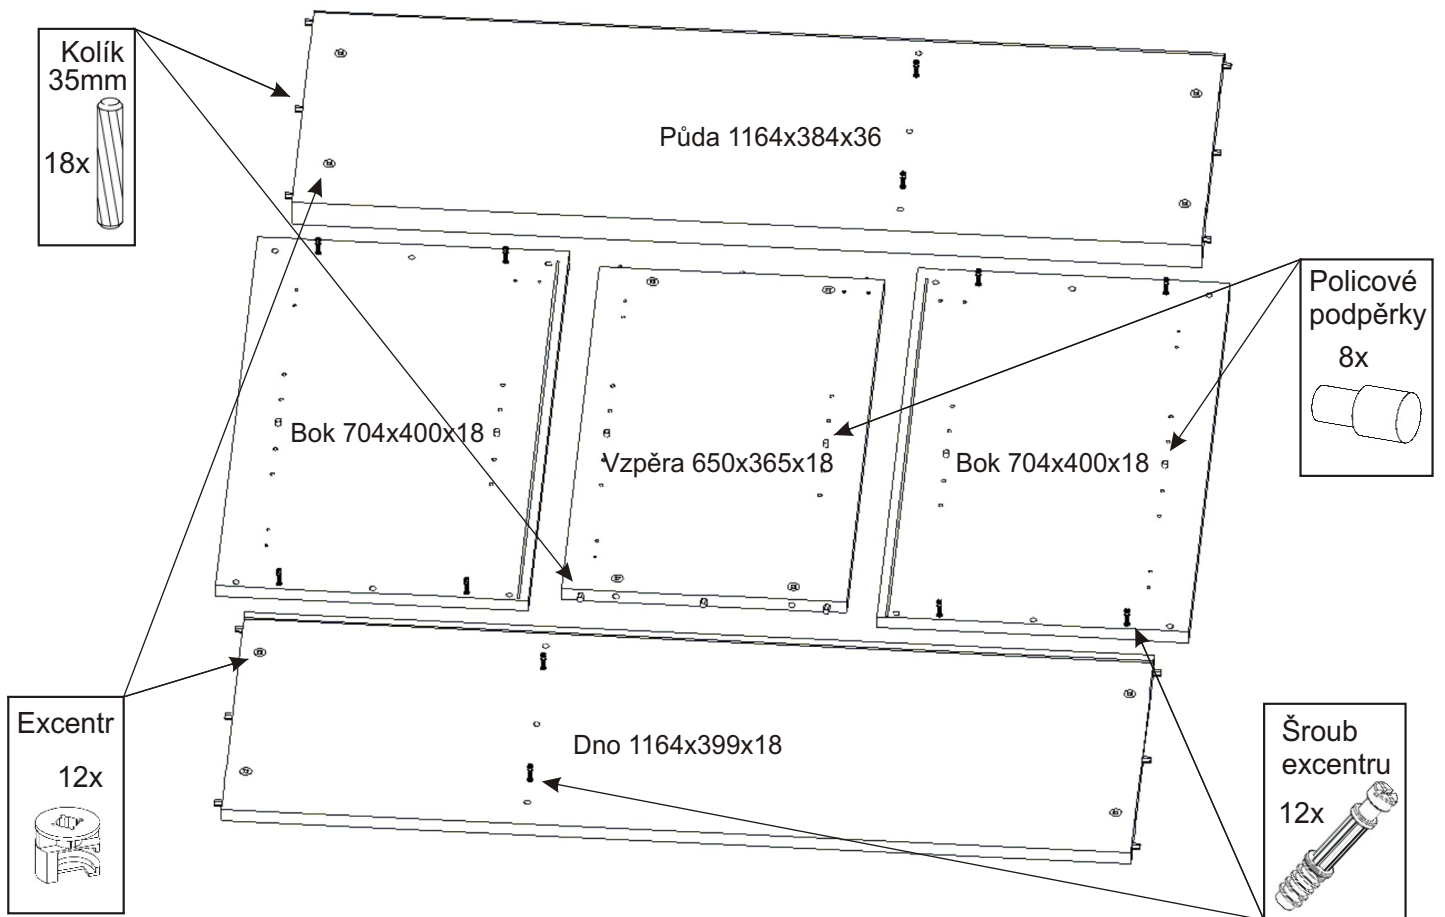 Kolík
35mm
18x
Půda 1164x384x36
Policové
podpěrky
8x
Bok 704x400x18
Vzpěra 650x365x18
Bok 704x400x18
Excentr
12x
Dno 1164x399x18
Šroub
excentru
12x